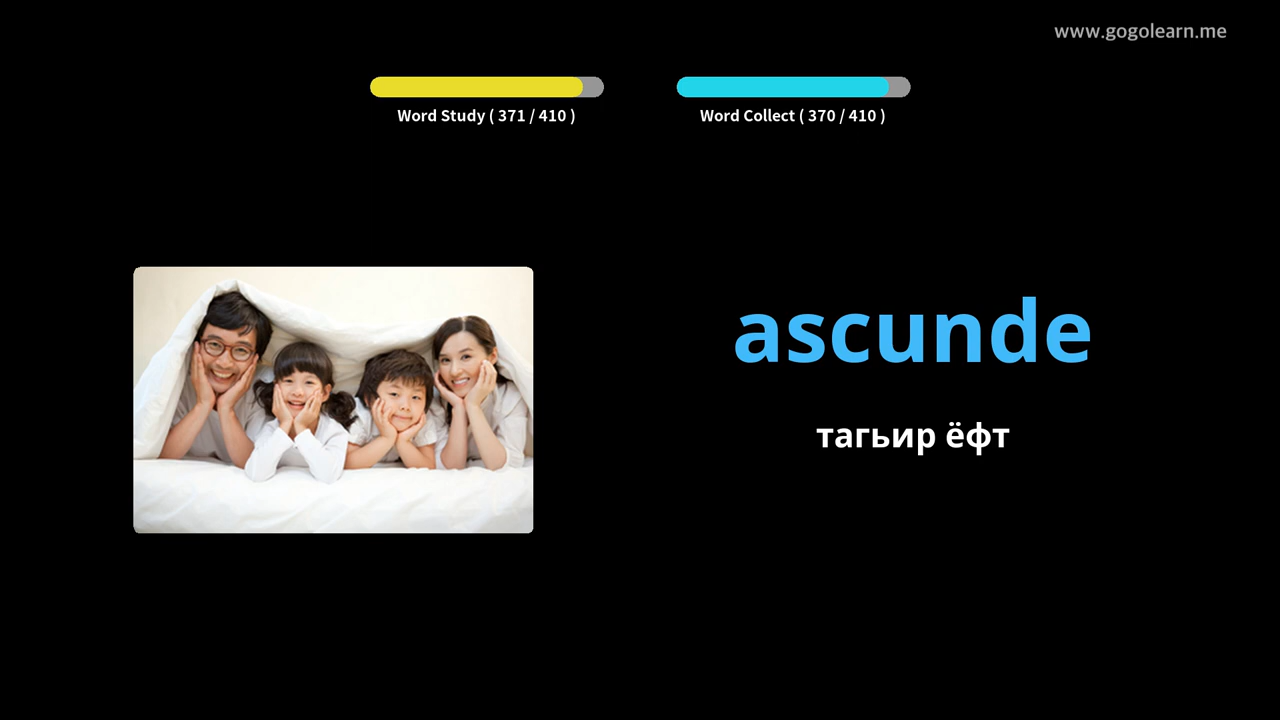 www.gogolearn.me
Word Study ( 371 / 410 )
Word Collect ( 370 / 410 )
ascunde
тагьир ёфт